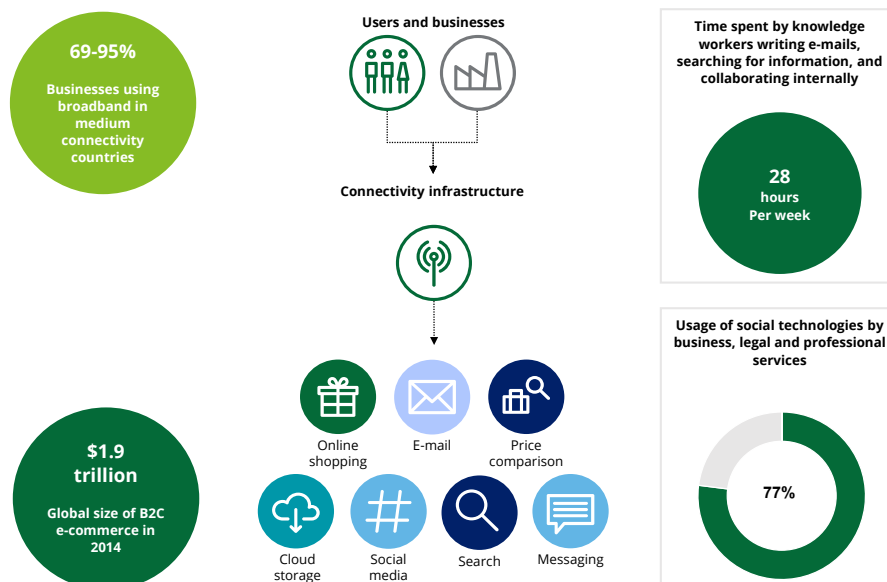 69-95%
Businesses using
broadband in
medium
connectivity
countries
Users and businesses
Connectivity infrastructure
Time spent by knowledge
workers writing e-mails,
searching for information, and
collaborating internally
28
hours
Per week
$1.9
trillion
Global size of B2C
e-commerce in
2014
Online
shopping
E-mail
Price
comparison
Cloud
storage
Social
media
Search
Messaging
Usage of social technologies by
business, legal and professional
services
77%